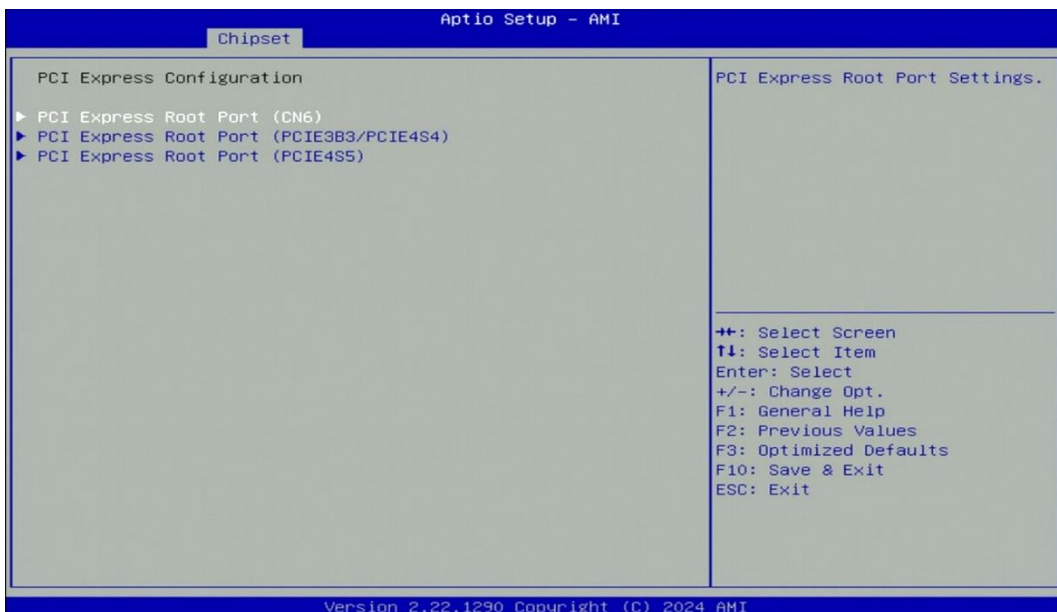 Aptio Setup - AMI
Chipset
PCI Express Configuration
PCI Express Root Port (CN6)
PCI Express Root Port (PCIE3B3/PCIE4S4)
PCI Express Root Port (PCIE4S5)
PCI Express Root Port Settings.
→←: Select Screen
↑↓: Select Item
Enter: Select
+/-: Change Opt.
F1: General Help
F2: Previous Values
F3: Optimized Defaults
F10: Save & Exit
ESC: Exit
Version 2.22.1290 Copyright (C) 2024 AMI